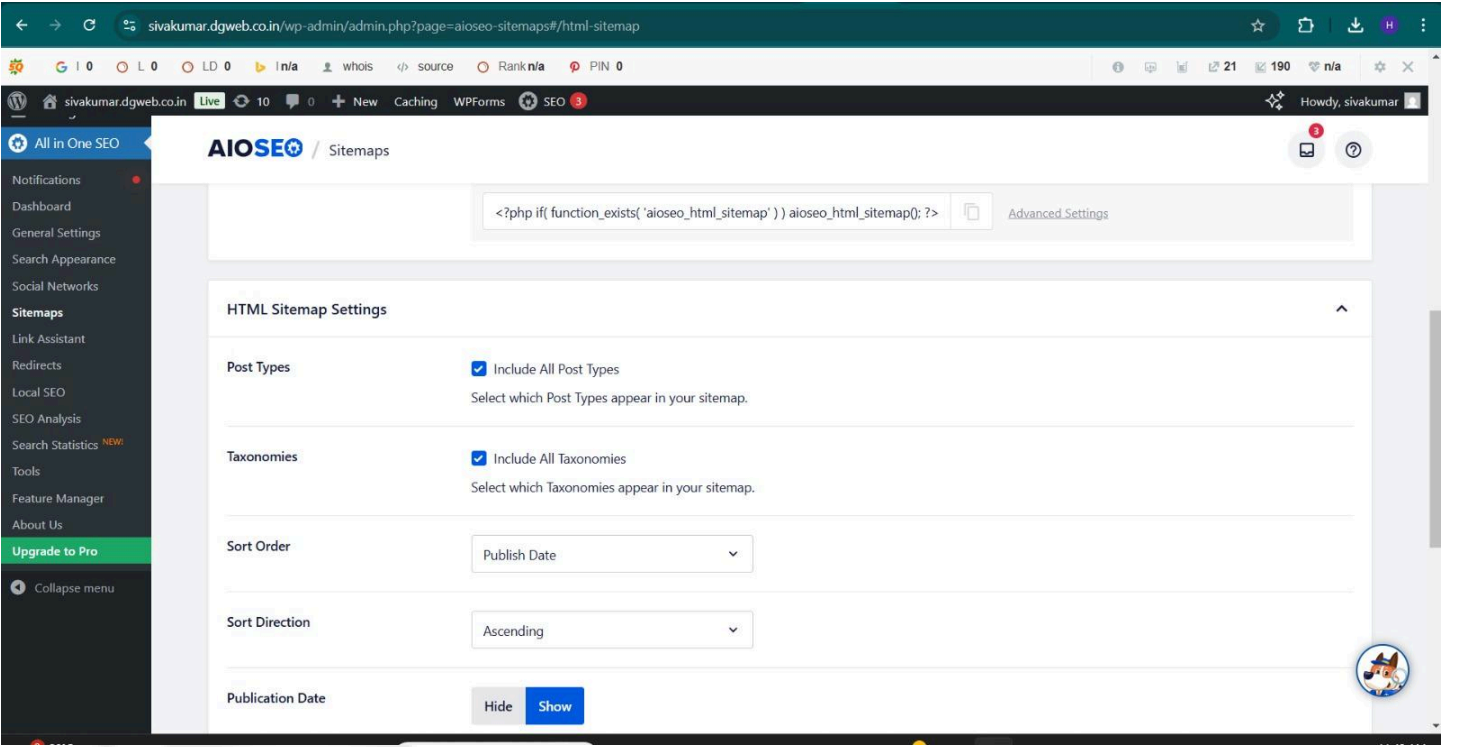 sivakumar.dgweb.co.in/wp-admin/admin.php?page=aioseo-sitemaps#/html-sitemap
H
G I 0 L 0 LD 0 I n/a whois source Rank n/a PIN 0 21 190 n/a
sivakumar.dgweb.co.in Live 10 0 New Caching WPForms SEO 3 Howdy, sivakumar
All in One SEO
Notifications
Dashboard
General Settings
Search Appearance
Social Networks
Sitemaps
Link Assistant
Redirects
Local SEO
SEO Analysis
Search Statistics NEW!
Tools
Feature Manager
About Us
Upgrade to Pro
Collapse menu
AIOSEO / Sitemaps
3
<?php if( function_exists( 'aioseo_html_sitemap' ) ) aioseo_html_sitemap(); ?> Advanced Settings
HTML Sitemap Settings
Post Types
Include All Post Types
Select which Post Types appear in your sitemap.
Taxonomies
Include All Taxonomies
Select which Taxonomies appear in your sitemap.
Sort Order
Publish Date
Sort Direction
Ascending
Publication Date
Hide Show